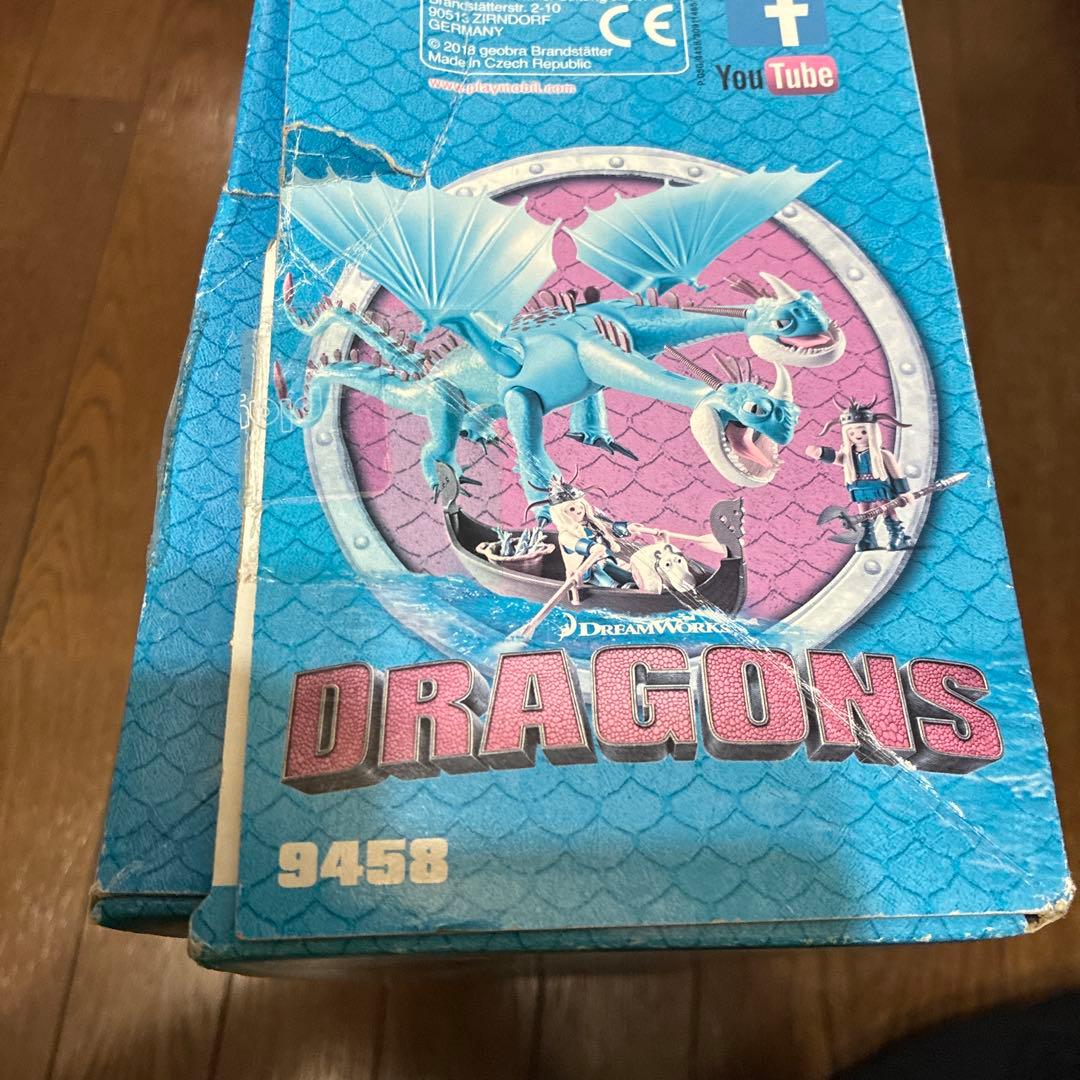 Brandstätterstr. 2-10
90513 ZIRNDORF
GERMANY
© 2018 geobra Brandstätter
Made in Czech Republic
CE
www.playmobil.com
f
YouTube
DREAMWORKS
DRAGONS
9458